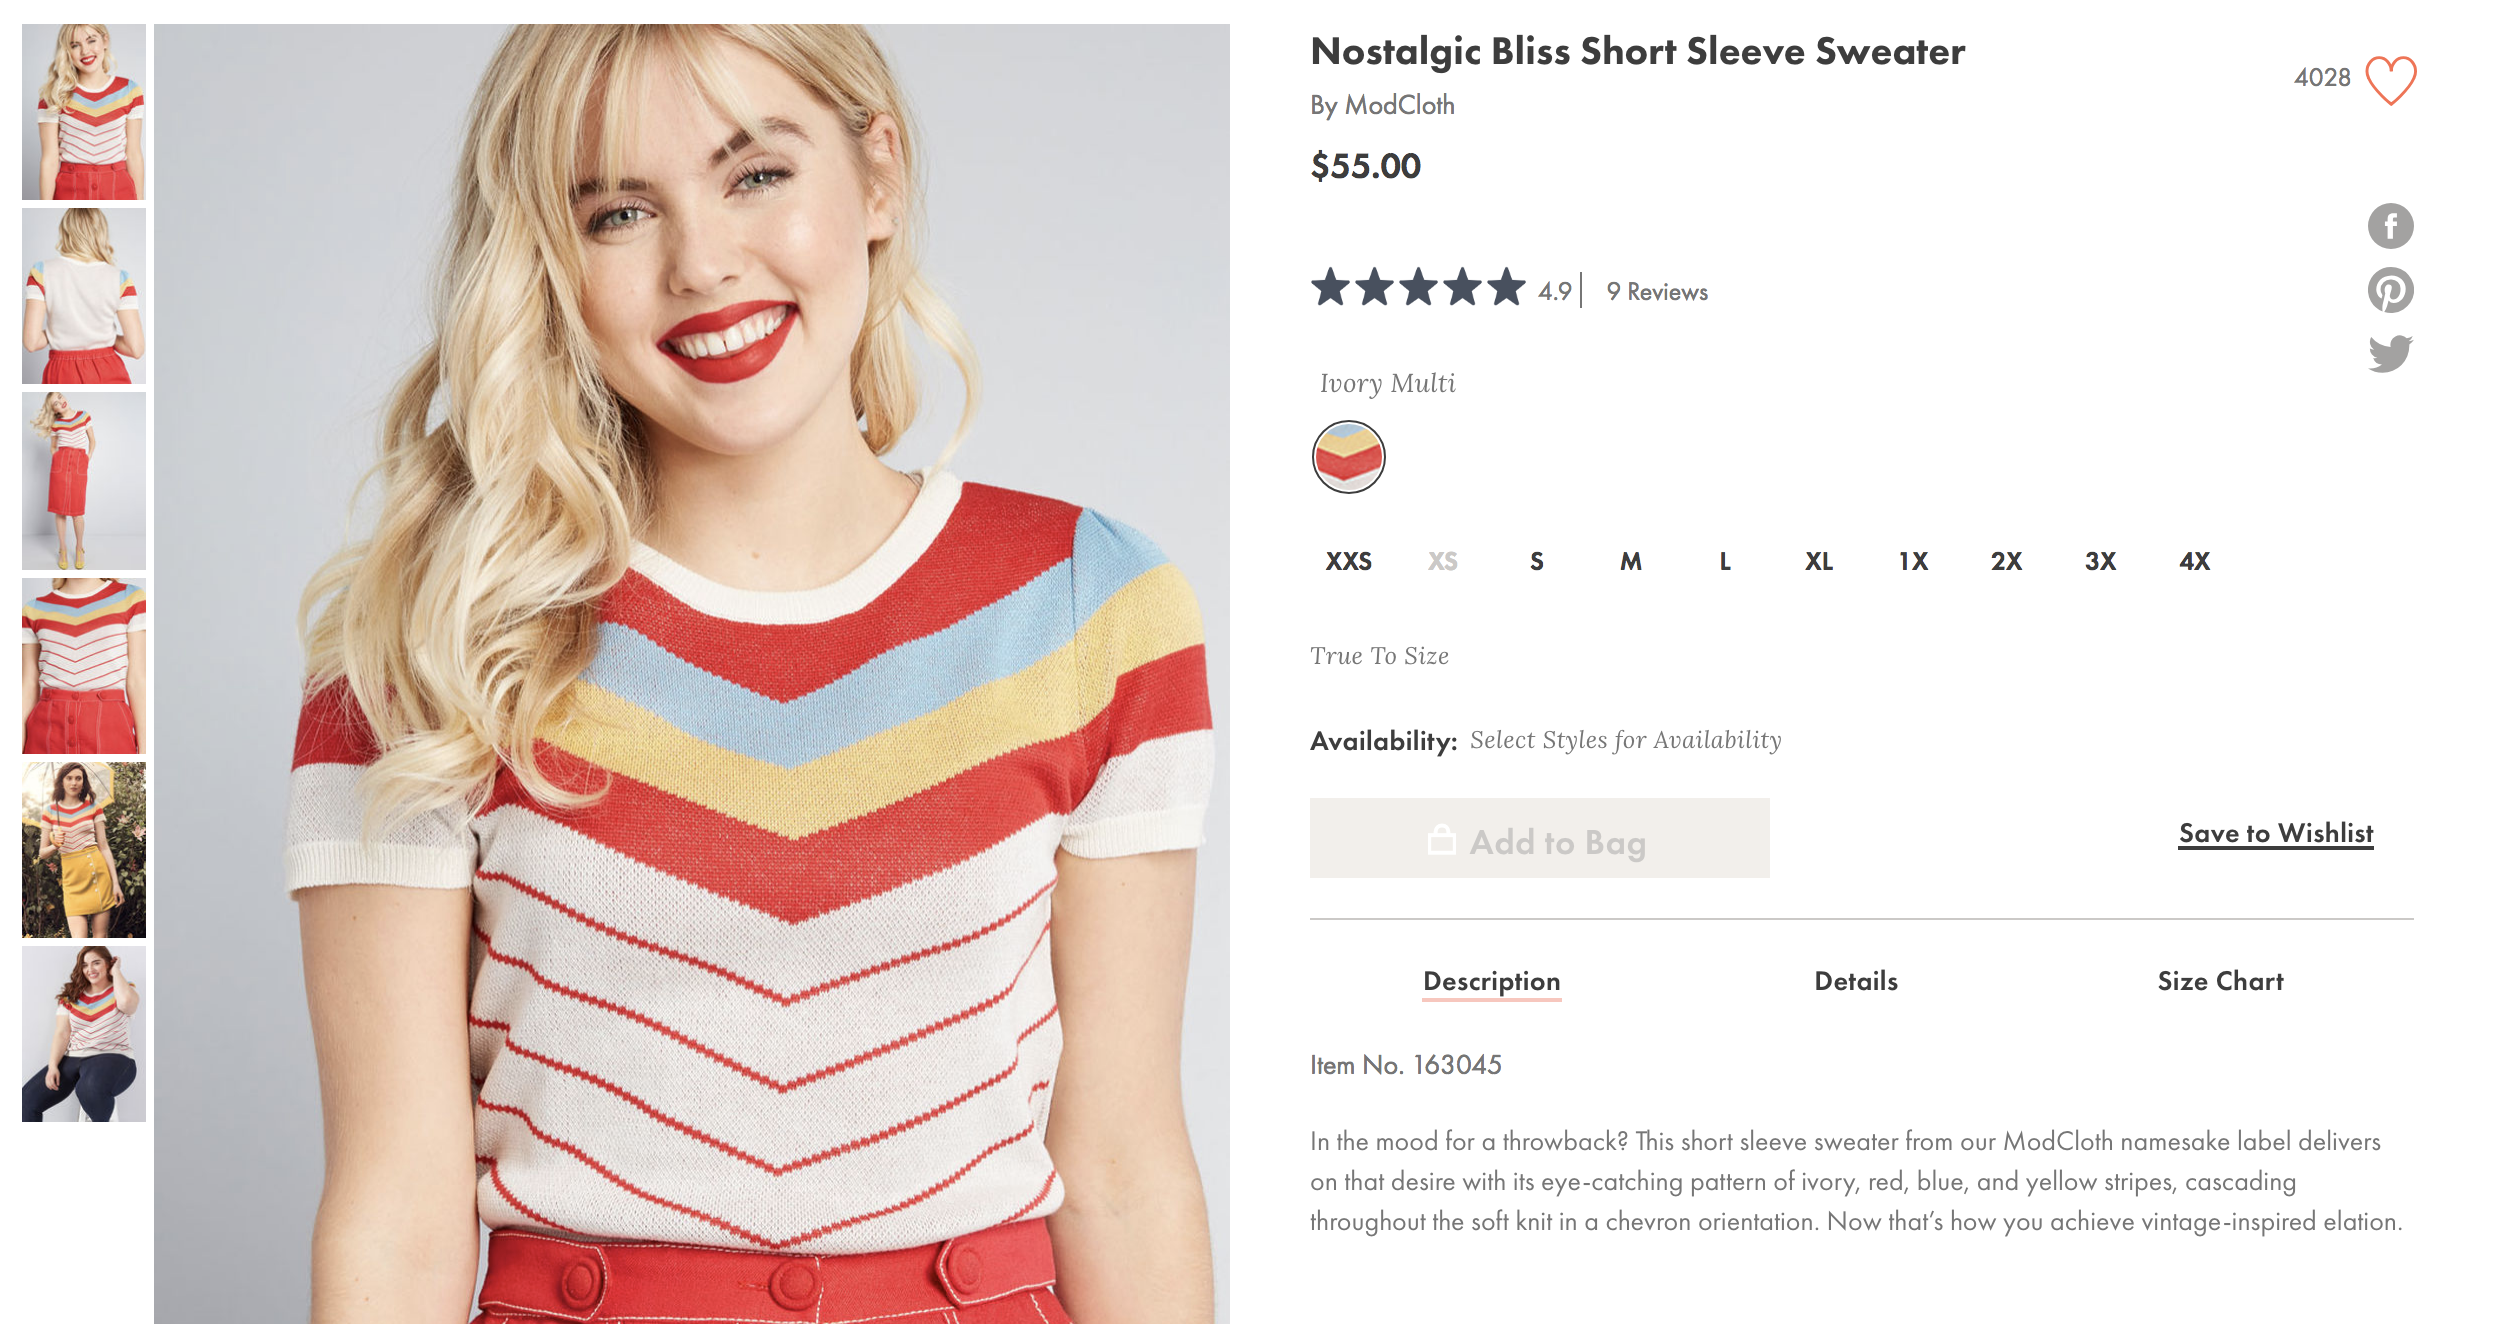 Nostalgic Bliss Short Sleeve Sweater
4028
By ModCloth
$55.00
4.9 9 Reviews
Ivory Multi
XXS XS S M L XL 1X 2X 3X 4X
True To Size
Availability: Select Styles for Availability
Add to Bag
Save to Wishlist
Description Details Size Chart
Item No. 163045
In the mood for a throwback? This short sleeve sweater from our ModCloth namesake label delivers
on that desire with its eye-catching pattern of ivory, red, blue, and yellow stripes, cascading
throughout the soft knit in a chevron orientation. Now that's how you achieve vintage-inspired elation.